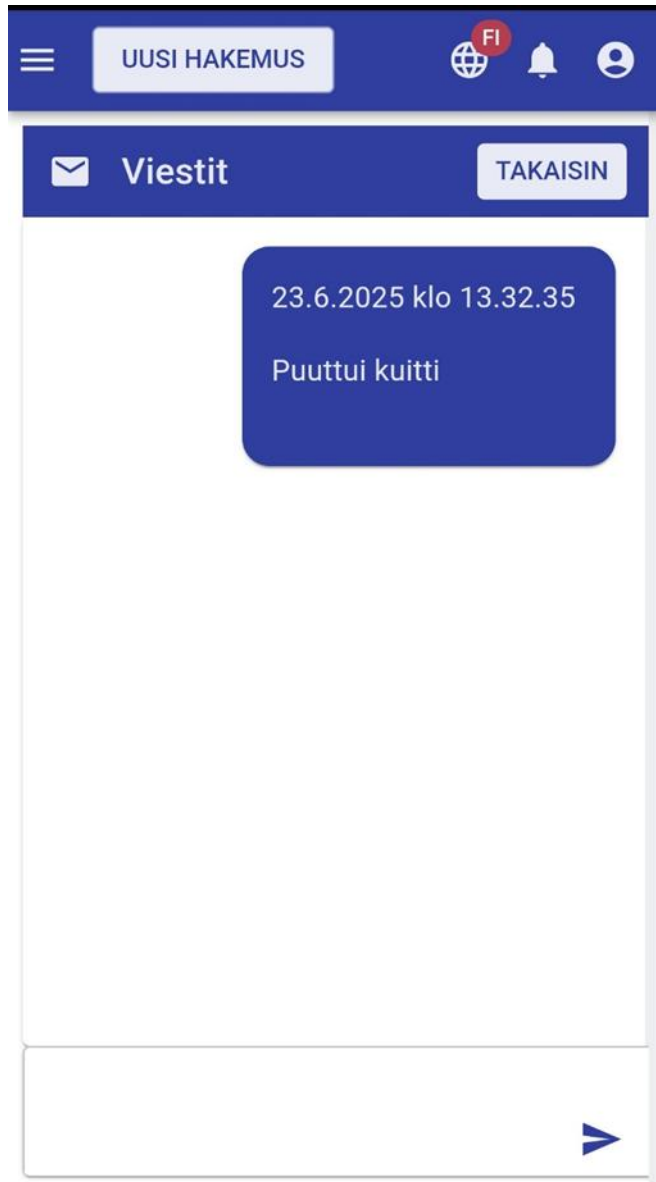 UUSI HAKEMUS
FI
Viestit
TAKAISIN
23.6.2025 klo 13.32.35
Puuttui kuitti